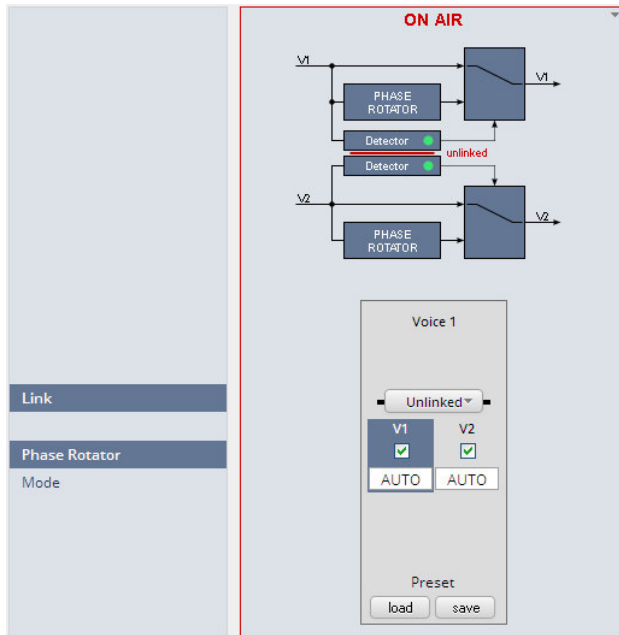 ON AIR
V1
V1
PHASE
ROTATOR
Detector
unlinked
Detector
V2
V2
PHASE
ROTATOR
Voice 1
Link
Unlinked
V1 V2
Phase Rotator
Mode
AUTO AUTO
Preset
load save